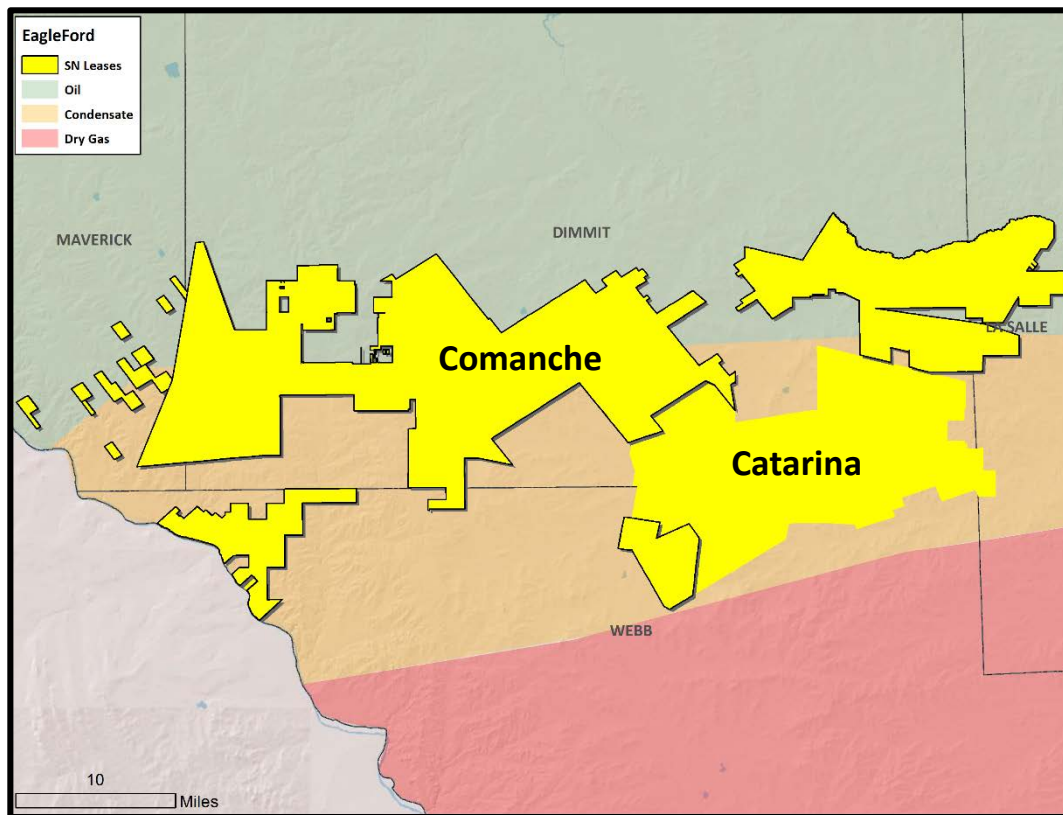 EagleFord
SN Leases
Oil
Condensate
Dry Gas
MAVERICK
DIMMIT
Comanche
Catarina
WEBB
10
Miles